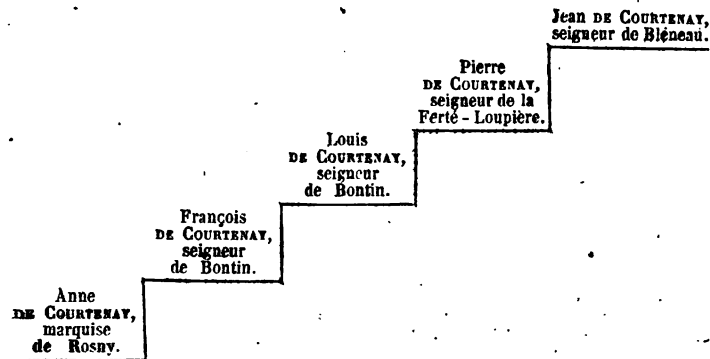 Jean DE COURTENAY,
seigneur de Bléneau.
Pierre
DE COURTENAY,
seigneur de la
Ferté-Loupière.
Louis
DE COURTENAY,
seigneur
de Bontin.
François
DE COURTENAY,
seigneur
de Bontin.
Anne
DE COURTENAY,
marquise
de Rosny.